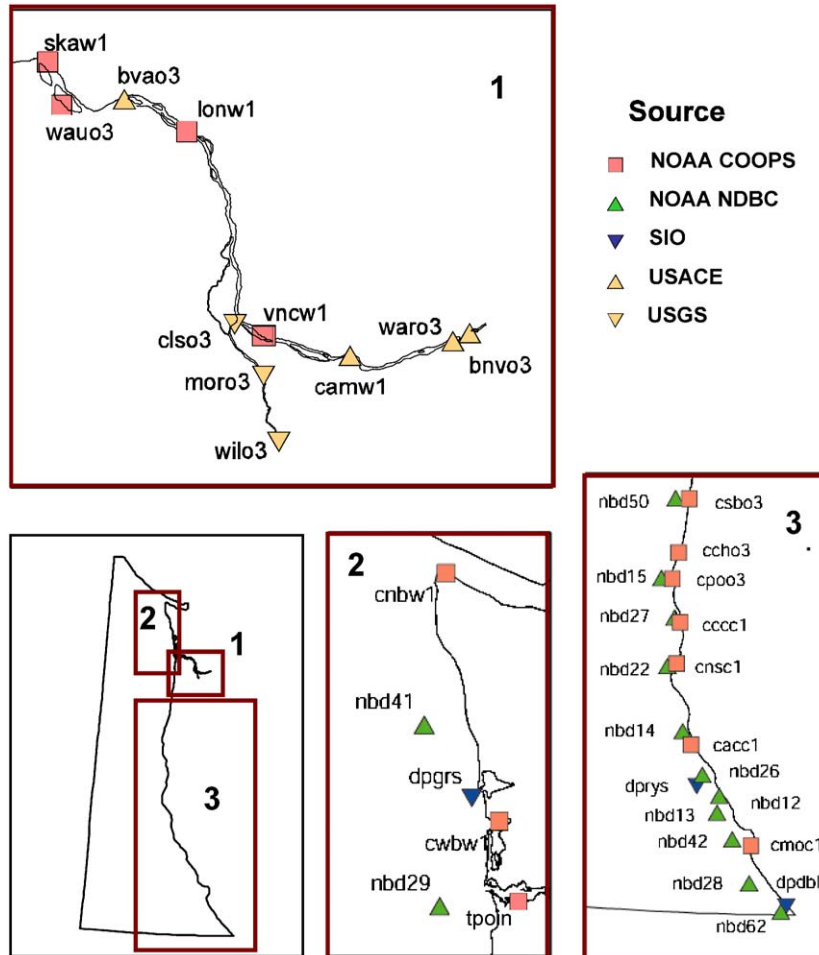 skaw1
bvao3
1
lonw1
wauo3
vncw1
waro3
clso3
bnvo3
moro3
camw1
wilo3
Source
NOAA COOPS
NOAA NDBC
SIO
USACE
USGS
2
1
3
2
cnbw1
nbd41
dpgrs
cwbw1
nbd29
tpoin
3
nbd50
csbo3
ccho3
nbd15
cpoo3
nbd27
cccc1
nbd22
cnsc1
nbd14
cacc1
nbd26
dprys
nbd12
nbd13
nbd42
cmoc1
nbd28
dpdbl
nbd62